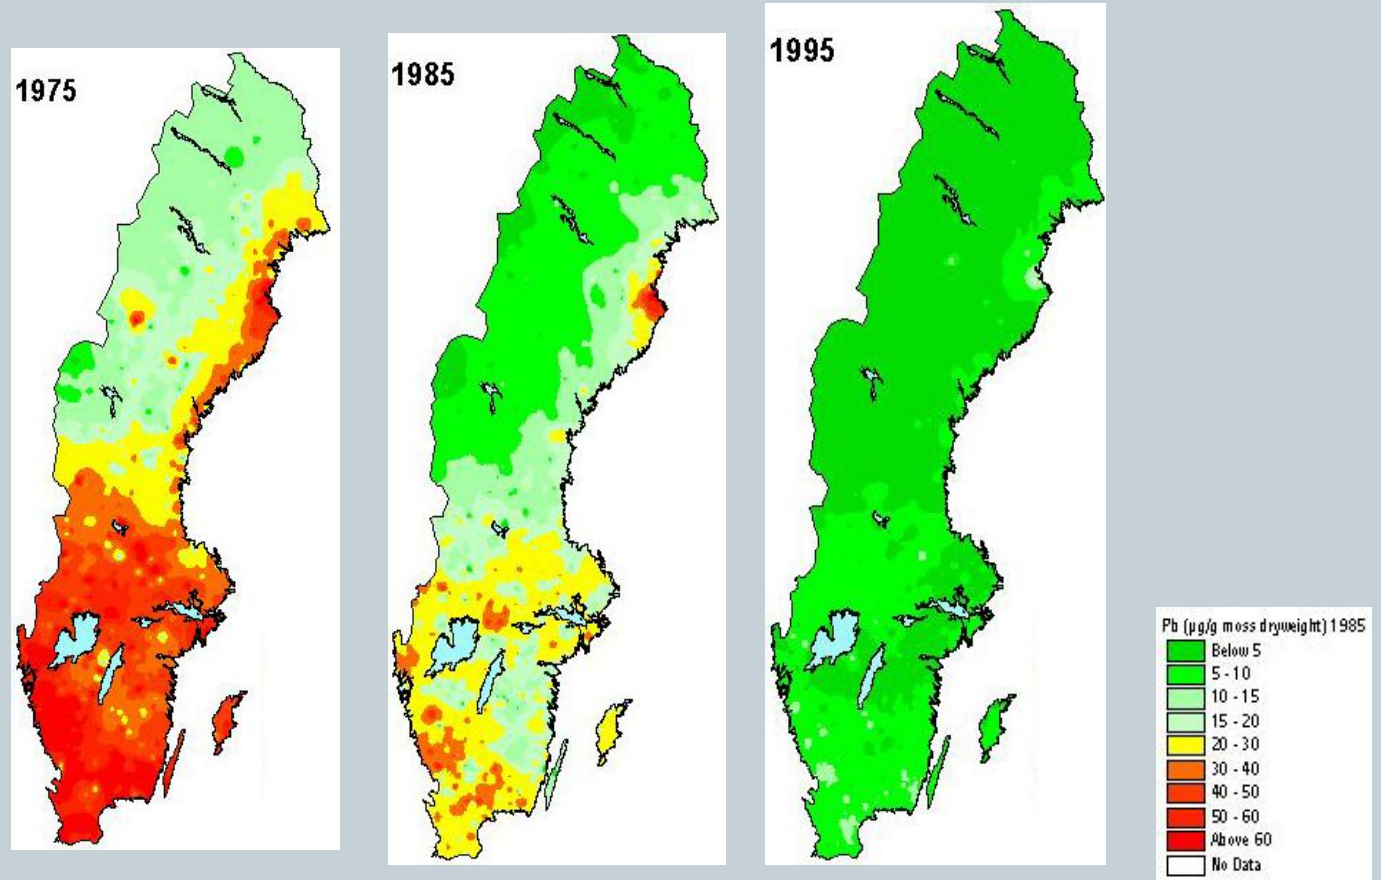 1975
1985
1995
Pb (µg/g moss dryweight) 1985
Below 5
5 - 10
10 - 15
15 - 20
20 - 30
30 - 40
40 - 50
50 - 60
Above 60
No Data